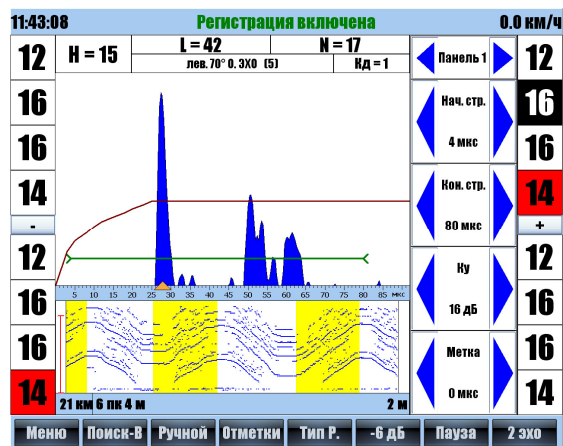 11:43:08 Регистрация включена 0.0 км/ч
12 H = 15 L = 42 N = 17 Панель 1 12
лев. 70° 0. ЭХО (5) Кд = 1
16 Нач. стр. 16
16 4 мкс 16
14 Кон. стр. 14
- 80 мкс +
12 Ку 12
16 16 дБ 16
5 10 15 20 25 30 35 40 45 50 55 60 65 70 75 80 85 мкс
16 Метка 16
14 0 мкс 14
21 км 6 пк 4 м 2 м
Меню Поиск-В Ручной Отметки Тип Р. -6 дБ Пауза 2 эхо